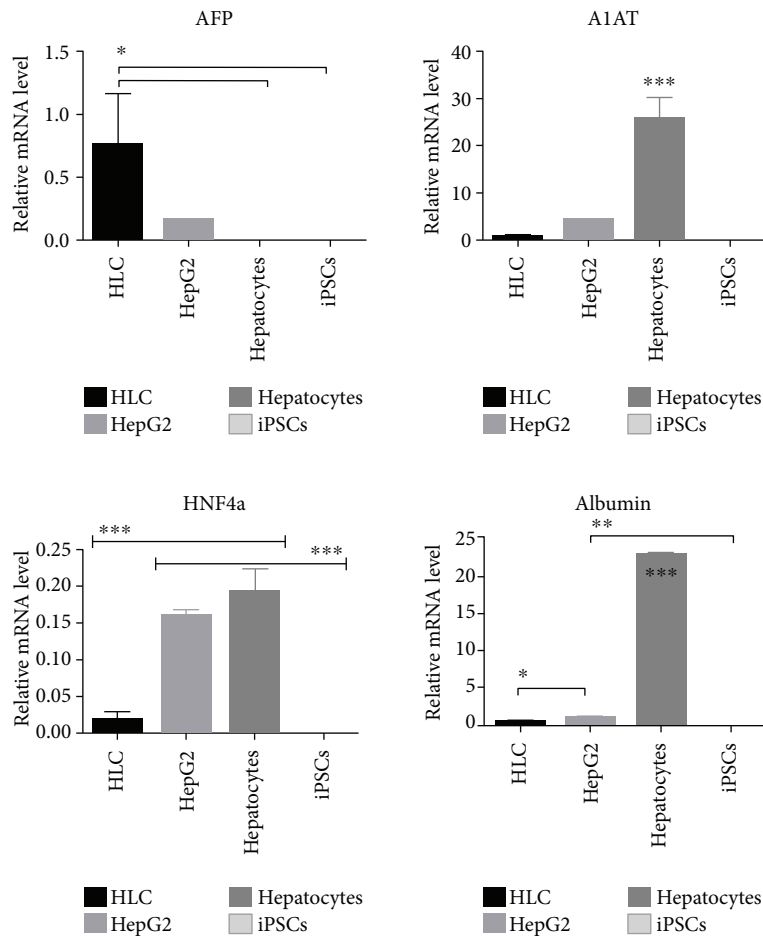 AFP
Relative mRNA level
1.5
1.0
0.5
0.0
*
HLC
HepG2
Hepatocytes
iPSCs
HLC
Hepatocytes
HepG2
iPSCs
A1AT
Relative mRNA level
40
30
20
10
0
***
HLC
HepG2
Hepatocyte
iPSCs
HLC
Hepatocytes
HepG2
iPSCs
HNF4a
Relative mRNA level
0.25
0.20
0.15
0.10
0.05
0.00
***
***
HLC
HepG2
Hepatocytes
iPSCs
HLC
Hepatocytes
HepG2
iPSCs
Albumin
Relative mRNA level
25
20
15
10
5
0
**
***
*
HLC
HepG2
Hepatocytes
iPSCs
HLC
Hepatocytes
HepG2
iPSCs